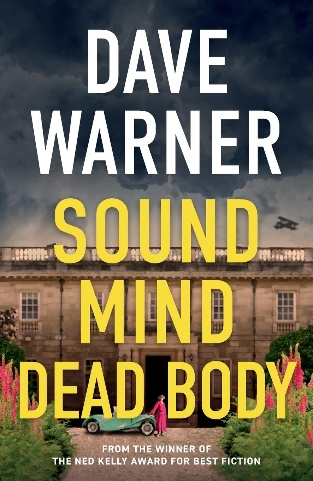 DAVE
WARNER
SOUND
MIND
DEAD BODY
FROM THE WINNER OF
THE NED KELLY AWARD FOR BEST FICTION